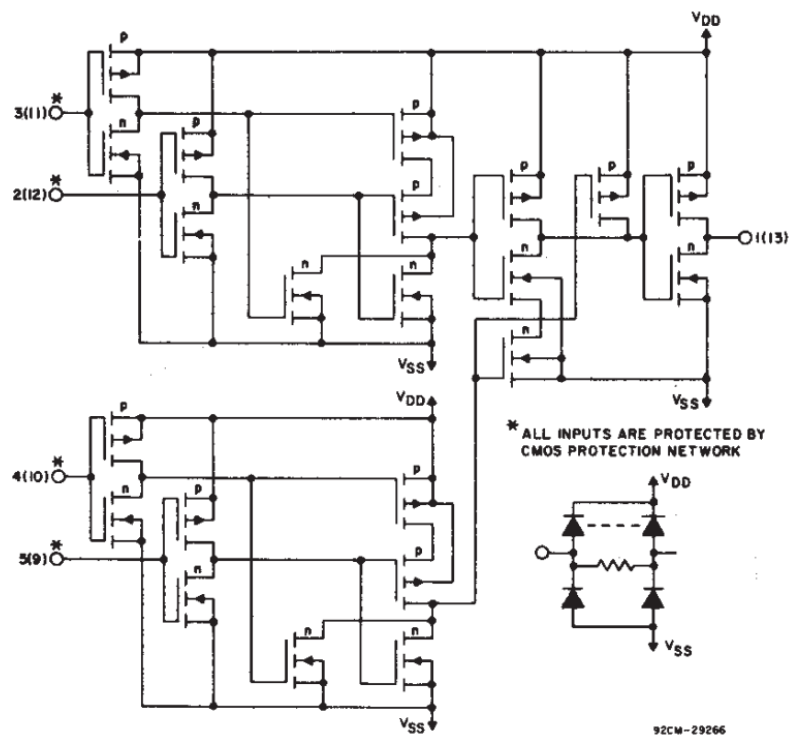 VDD
p
3(11)
*
n
p
p
2(12)
*
n
p
p
p
p
n
n
n
1(13)
n
n
VSS
VSS
VDD
p
4(10)
*
n
p
p
5(9)
*
n
p
n
n
VSS
* ALL INPUTS ARE PROTECTED BY
CMOS PROTECTION NETWORK
VDD
VSS
92CM-29266